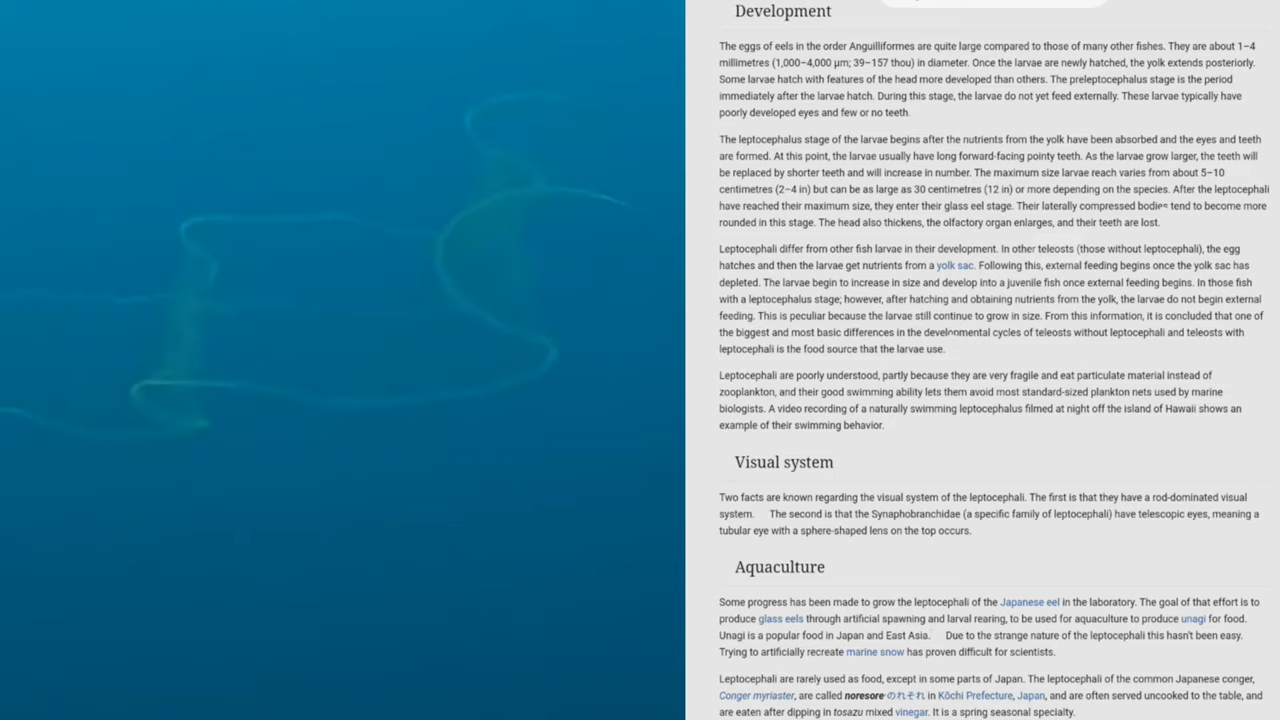 Development
The eggs of eels in the order Anguilliformes are quite large compared to those of many other fishes. They are about 1–4
millimetres (1,000–4,000 μm; 39–157 thou) in diameter. Once the larvae are newly hatched, the yolk extends posteriorly.
Some larvae hatch with features of the head more developed than others. The preleptocephalus stage is the period
immediately after the larvae hatch. During this stage, the larvae do not yet feed externally. These larvae typically have
poorly developed eyes and few or no teeth.
The leptocephalus stage of the larvae begins after the nutrients from the yolk have been absorbed and the eyes and teeth
are formed. At this point, the larvae usually have long forward-facing pointy teeth. As the larvae grow larger, the teeth will
be replaced by shorter teeth and will increase in number. The maximum size larvae reach varies from about 5–10
centimetres (2–4 in) but can be as large as 30 centimetres (12 in) or more depending on the species. After the leptocephali
have reached their maximum size, they enter their glass eel stage. Their laterally compressed bodies tend to become more
rounded in this stage. The head also thickens, the olfactory organ enlarges, and their teeth are lost.
Leptocephali differ from other fish larvae in their development. In other teleosts (those without leptocephali), the egg
hatches and then the larvae get nutrients from a yolk sac. Following this, external feeding begins once the yolk sac has
depleted. The larvae begin to increase in size and develop into a juvenile fish once external feeding begins. In those fish
with a leptocephalus stage; however, after hatching and obtaining nutrients from the yolk, the larvae do not begin external
feeding. This is peculiar because the larvae still continue to grow in size. From this information, it is concluded that one of
the biggest and most basic differences in the developmental cycles of teleosts without leptocephali and teleosts with
leptocephali is the food source that the larvae use.
Leptocephali are poorly understood, partly because they are very fragile and eat particulate material instead of
zooplankton, and their good swimming ability lets them avoid most standard-sized plankton nets used by marine
biologists. A video recording of a naturally swimming leptocephalus filmed at night off the Island of Hawaii shows an
example of their swimming behavior.
Visual system
Two facts are known regarding the visual system of the leptocephali. The first is that they have a rod-dominated visual
system. The second is that the Synaphobranchidae (a specific family of leptocephali) have telescopic eyes, meaning a
tubular eye with a sphere-shaped lens on the top occurs.
Aquaculture
Some progress has been made to grow the leptocephali of the Japanese eel in the laboratory. The goal of that effort is to
produce glass eels through artificial spawning and larval rearing, to be used for aquaculture to produce unagi for food.
Unagi is a popular food in Japan and East Asia. Due to the strange nature of the leptocephali this hasn't been easy.
Trying to artificially recreate marine snow has proven difficult for scientists.
Leptocephali are rarely used as food, except in some parts of Japan. The leptocephali of the common Japanese conger,
Conger myriaster, are called noresore のれそれ in Kōchi Prefecture, Japan, and are often served uncooked to the table, and
are eaten after dipping in tosazu mixed vinegar. It is a spring seasonal specialty.